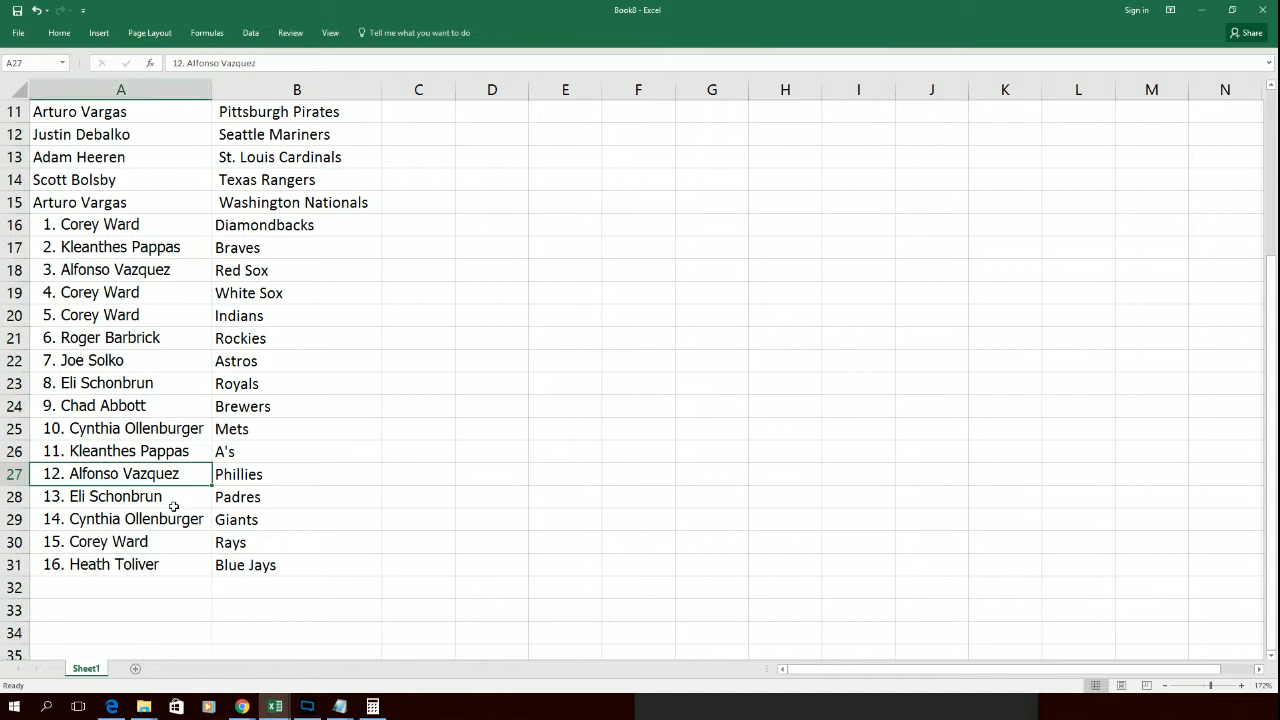 Book8 - Excel
Sign in
File Home Insert Page Layout Formulas Data Review View Tell me what you want to do Share
A27 fx 12. Alfonso Vazquez
A B C D E F G H I J K L M N
11 Arturo Vargas Pittsburgh Pirates
12 Justin Debalko Seattle Mariners
13 Adam Heeren St. Louis Cardinals
14 Scott Bolsby Texas Rangers
15 Arturo Vargas Washington Nationals
16 1. Corey Ward Diamondbacks
17 2. Kleanthes Pappas Braves
18 3. Alfonso Vazquez Red Sox
19 4. Corey Ward White Sox
20 5. Corey Ward Indians
21 6. Roger Barbrick Rockies
22 7. Joe Solko Astros
23 8. Eli Schonbrun Royals
24 9. Chad Abbott Brewers
25 10. Cynthia Ollenburger Mets
26 11. Kleanthes Pappas A's
27 12. Alfonso Vazquez Phillies
28 13. Eli Schonbrun Padres
29 14. Cynthia Ollenburger Giants
30 15. Corey Ward Rays
31 16. Heath Toliver Blue Jays
32
33
34
35
Sheet1
Ready 172%